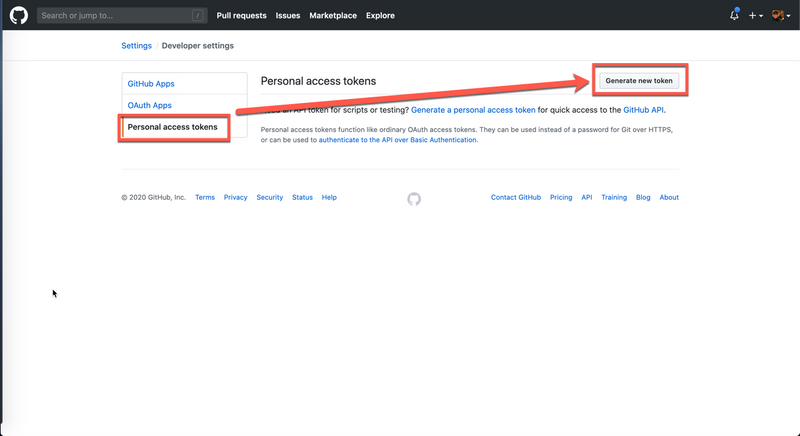 Search or jump to... /
Pull requests Issues Marketplace Explore
Settings / Developer settings
GitHub Apps
OAuth Apps
Personal access tokens
Personal access tokens
Generate new token
an API token for scripts or testing? Generate a personal access token for quick access to the GitHub API.
Personal access tokens function like ordinary OAuth access tokens. They can be used instead of a password for Git over HTTPS,
or can be used to authenticate to the API over Basic Authentication.
© 2020 GitHub, Inc. Terms Privacy Security Status Help
Contact GitHub Pricing API Training Blog About